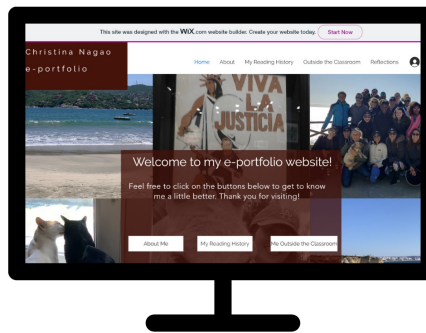 This site was designed with the WiX.com website builder. Create your website today. Start Now
Christina Nagao
e-portfolio
Home About My Reading History Outside the Classroom Reflections
VIVA
LA
JUSTICIA
Welcome to my e-portfolio website!
Feel free to click on the buttons below to get to know
me a little better. Thank you for visiting!
About Me My Reading History Me Outside the Classroom